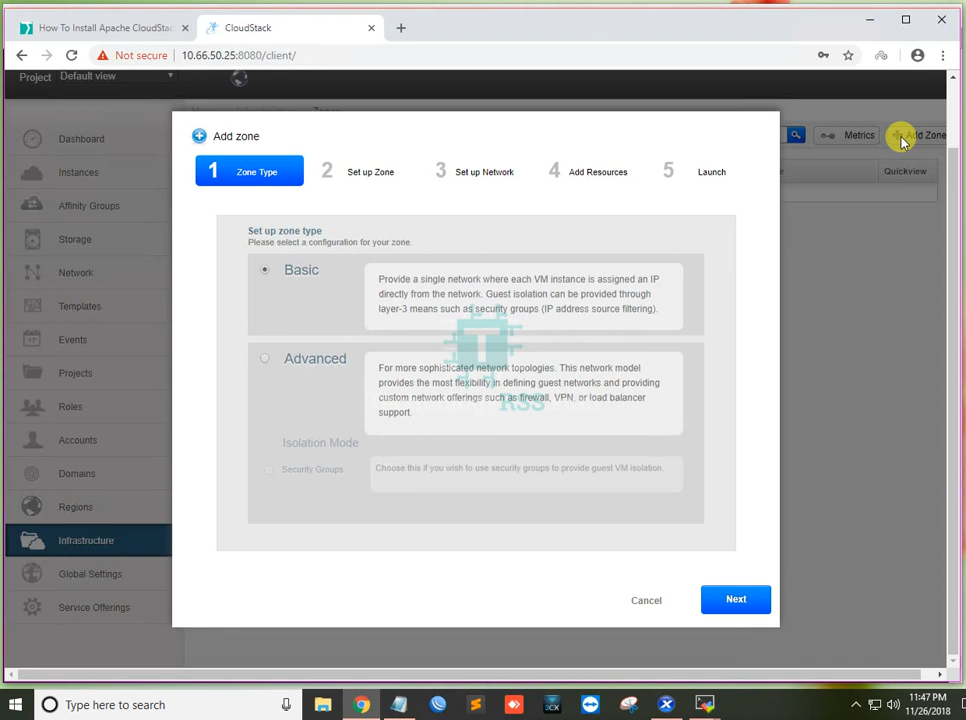 How To Install Apache CloudStac
CloudStack
Not secure
10.66.50.25:8080/client/
Project
Default view
Add zone
Metrics
Add Zone
1 Zone Type
2 Set up Zone
3 Set up Network
4 Add Resources
5 Launch
Quickview
Dashboard
Instances
Affinity Groups
Storage
Network
Templates
Events
Projects
Roles
Accounts
Domains
Regions
Infrastructure
Global Settings
Service Offerings
Set up zone type
Please select a configuration for your zone.
Basic
Provide a single network where each VM instance is assigned an IP
directly from the network. Guest isolation can be provided through
layer-3 means such as security groups (IP address source filtering).
Advanced
For more sophisticated network topologies. This network model
provides the most flexibility in defining guest networks and providing
custom network offerings such as firewall, VPN, or load balancer
support.
RSS
Isolation Mode
Security Groups
Choose this if you wish to use security groups to provide guest VM isolation.
Cancel
Next
Type here to search
3CX
11:47 PM
11/26/2018